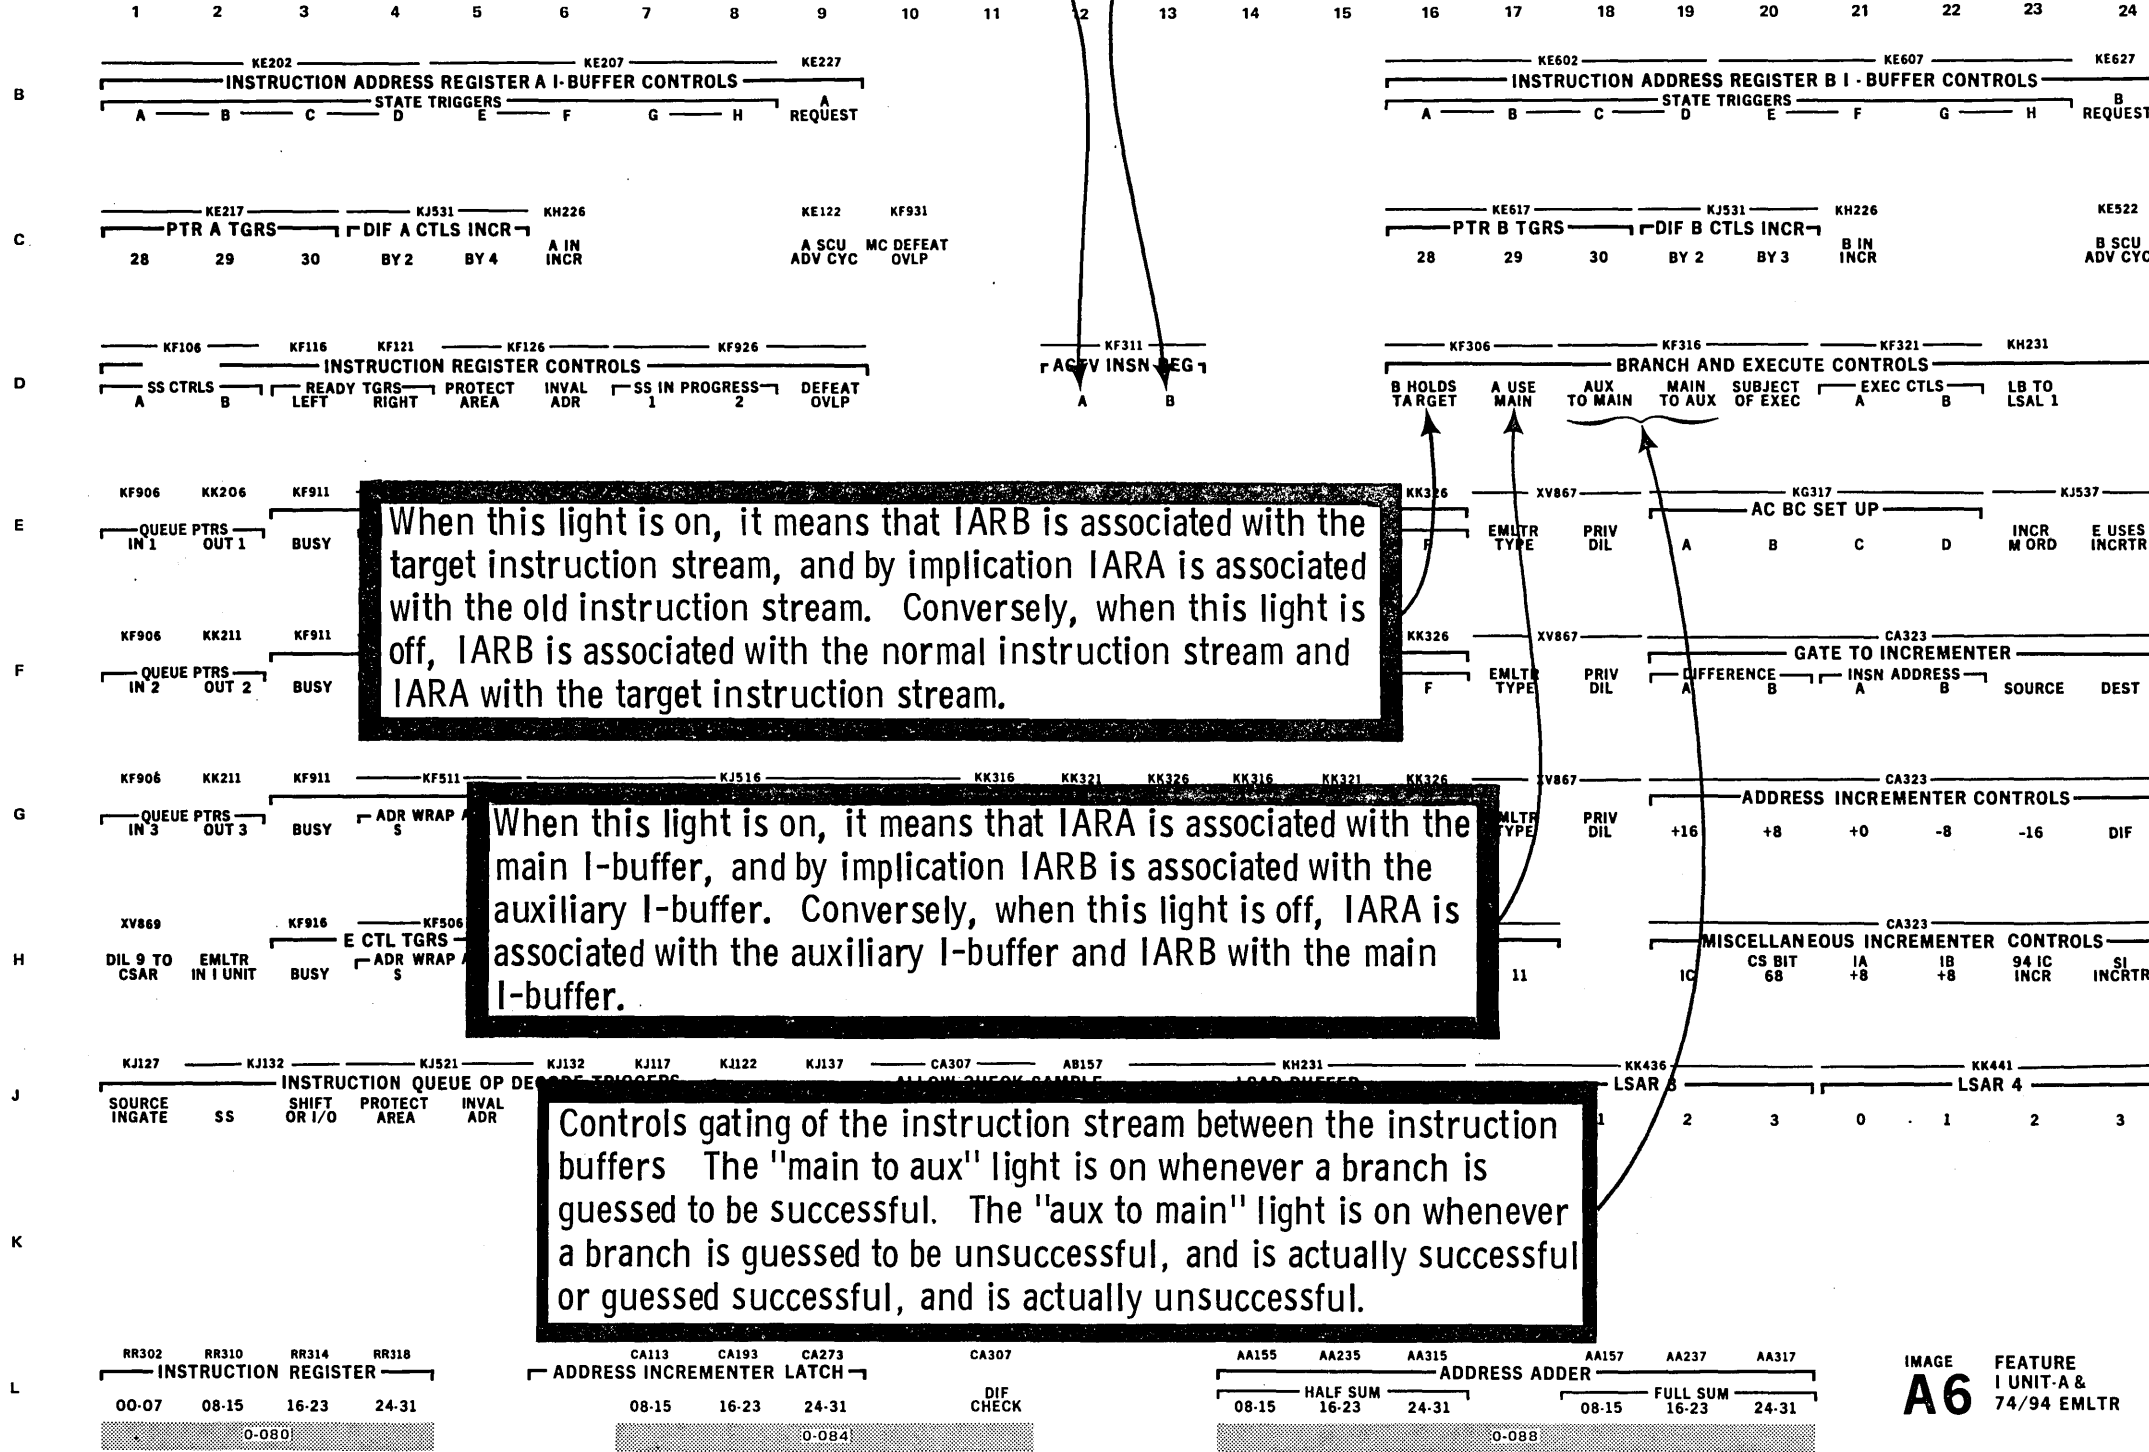 1 2 3 4 5 6 7 8 9 10 11 12 13 14 15 16 17 18 19 20 21 22 23 24
KE202 KE207 KE227 KE602 KE607 KE627
B INSTRUCTION ADDRESS REGISTER A I-BUFFER CONTROLS INSTRUCTION ADDRESS REGISTER B I - BUFFER CONTROLS
STATE TRIGGERS A STATE TRIGGERS B
A B C D E F G H REQUEST A B C D E F G H REQUEST
KE217 KJ531 KH226 KE122 KF931 KE617 KJ531 KH226 KE522
C PTR A TGRS DIF A CTLS INCR PTR B TGRS DIF B CTLS INCR
A IN A SCU MC DEFEAT B IN B SCU
28 29 30 BY 2 BY 4 INCR ADV CYC OVLP 28 29 30 BY 2 BY 3 INCR ADV CYC
KF106 KF116 KF121 KF126 KF926 KF311 KF306 KF316 KF321 KH231
INSTRUCTION REGISTER CONTROLS ACTV INSN REG BRANCH AND EXECUTE CONTROLS
D SS CTRLS READY TGRS PROTECT INVAL SS IN PROGRESS DEFEAT B HOLDS A USE AUX MAIN SUBJECT EXEC CTLS LB TO
A B LEFT RIGHT AREA ADR 1 2 OVLP A B TARGET MAIN TO MAIN TO AUX OF EXEC A B LSAL 1
KF906 KK206 KF911 KK326 XV867 KG317 KJ537
AC BC SET UP
E QUEUE PTRS EMLTR PRIV INCR E USES
IN 1 OUT 1 BUSY F TYPE DIL A B C D M ORD INCRTR
When this light is on, it means that IARB is associated with the
target instruction stream, and by implication IARA is associated
with the old instruction stream. Conversely, when this light is
off, IARB is associated with the normal instruction stream and
IARA with the target instruction stream.
KF906 KK211 KF911 KK326 XV867 CA323
GATE TO INCREMENTER
F QUEUE PTRS EMLTR PRIV DIFFERENCE INSN ADDRESS
IN 2 OUT 2 BUSY F TYPE DIL A B A B SOURCE DEST
KF906 KK211 KF911 KF511 KJ516 KK316 KK321 KK326 KK316 KK321 KK326 XV867 CA323
ADDRESS INCREMENTER CONTROLS
G QUEUE PTRS ADR WRAP PRIV
IN 3 OUT 3 BUSY S TYPE DIL +16 +8 +0 -8 -16 DIF
When this light is on, it means that IARA is associated with the
main I-buffer, and by implication IARB is associated with the
auxiliary I-buffer. Conversely, when this light is off, IARA is
associated with the auxiliary I-buffer and IARB with the main
I-buffer.
XV869 KF916 KF506 CA323
E CTL TGRS MISCELLANEOUS INCREMENTER CONTROLS
H DIL 9 TO EMLTR ADR WRAP CS BIT IA IB 94 IC SI
CSAR IN I UNIT BUSY S 11 IC 68 +8 +8 INCR INCRTR
KJ127 KJ132 KJ521 KJ132 KJ117 KJ122 KJ137 CA307 AB157 KH231 KK436 KK441
J INSTRUCTION QUEUE OP DECODE TRIGGERS ALLOW CHECK SAMPLE LOAD BUFFER LSAR 3 LSAR 4
SOURCE SHIFT PROTECT INVAL
INGATE SS OR I/O AREA ADR 1 2 3 0 1 2 3
Controls gating of the instruction stream between the instruction
buffers The "main to aux" light is on whenever a branch is
guessed to be successful. The "aux to main" light is on whenever
K a branch is guessed to be unsuccessful, and is actually successful
or guessed successful, and is actually unsuccessful.
RR302 RR310 RR314 RR318 CA113 CA193 CA273 CA307 AA155 AA235 AA315 AA157 AA237 AA317
INSTRUCTION REGISTER ADDRESS INCREMENTER LATCH ADDRESS ADDER
L DIF HALF SUM FULL SUM
00-07 08-15 16-23 24-31 08-15 16-23 24-31 CHECK 08-15 16-23 24-31 08-15 16-23 24-31
0-080 0-084 0-088
IMAGE FEATURE
A6 I UNIT-A &
74/94 EMLTR